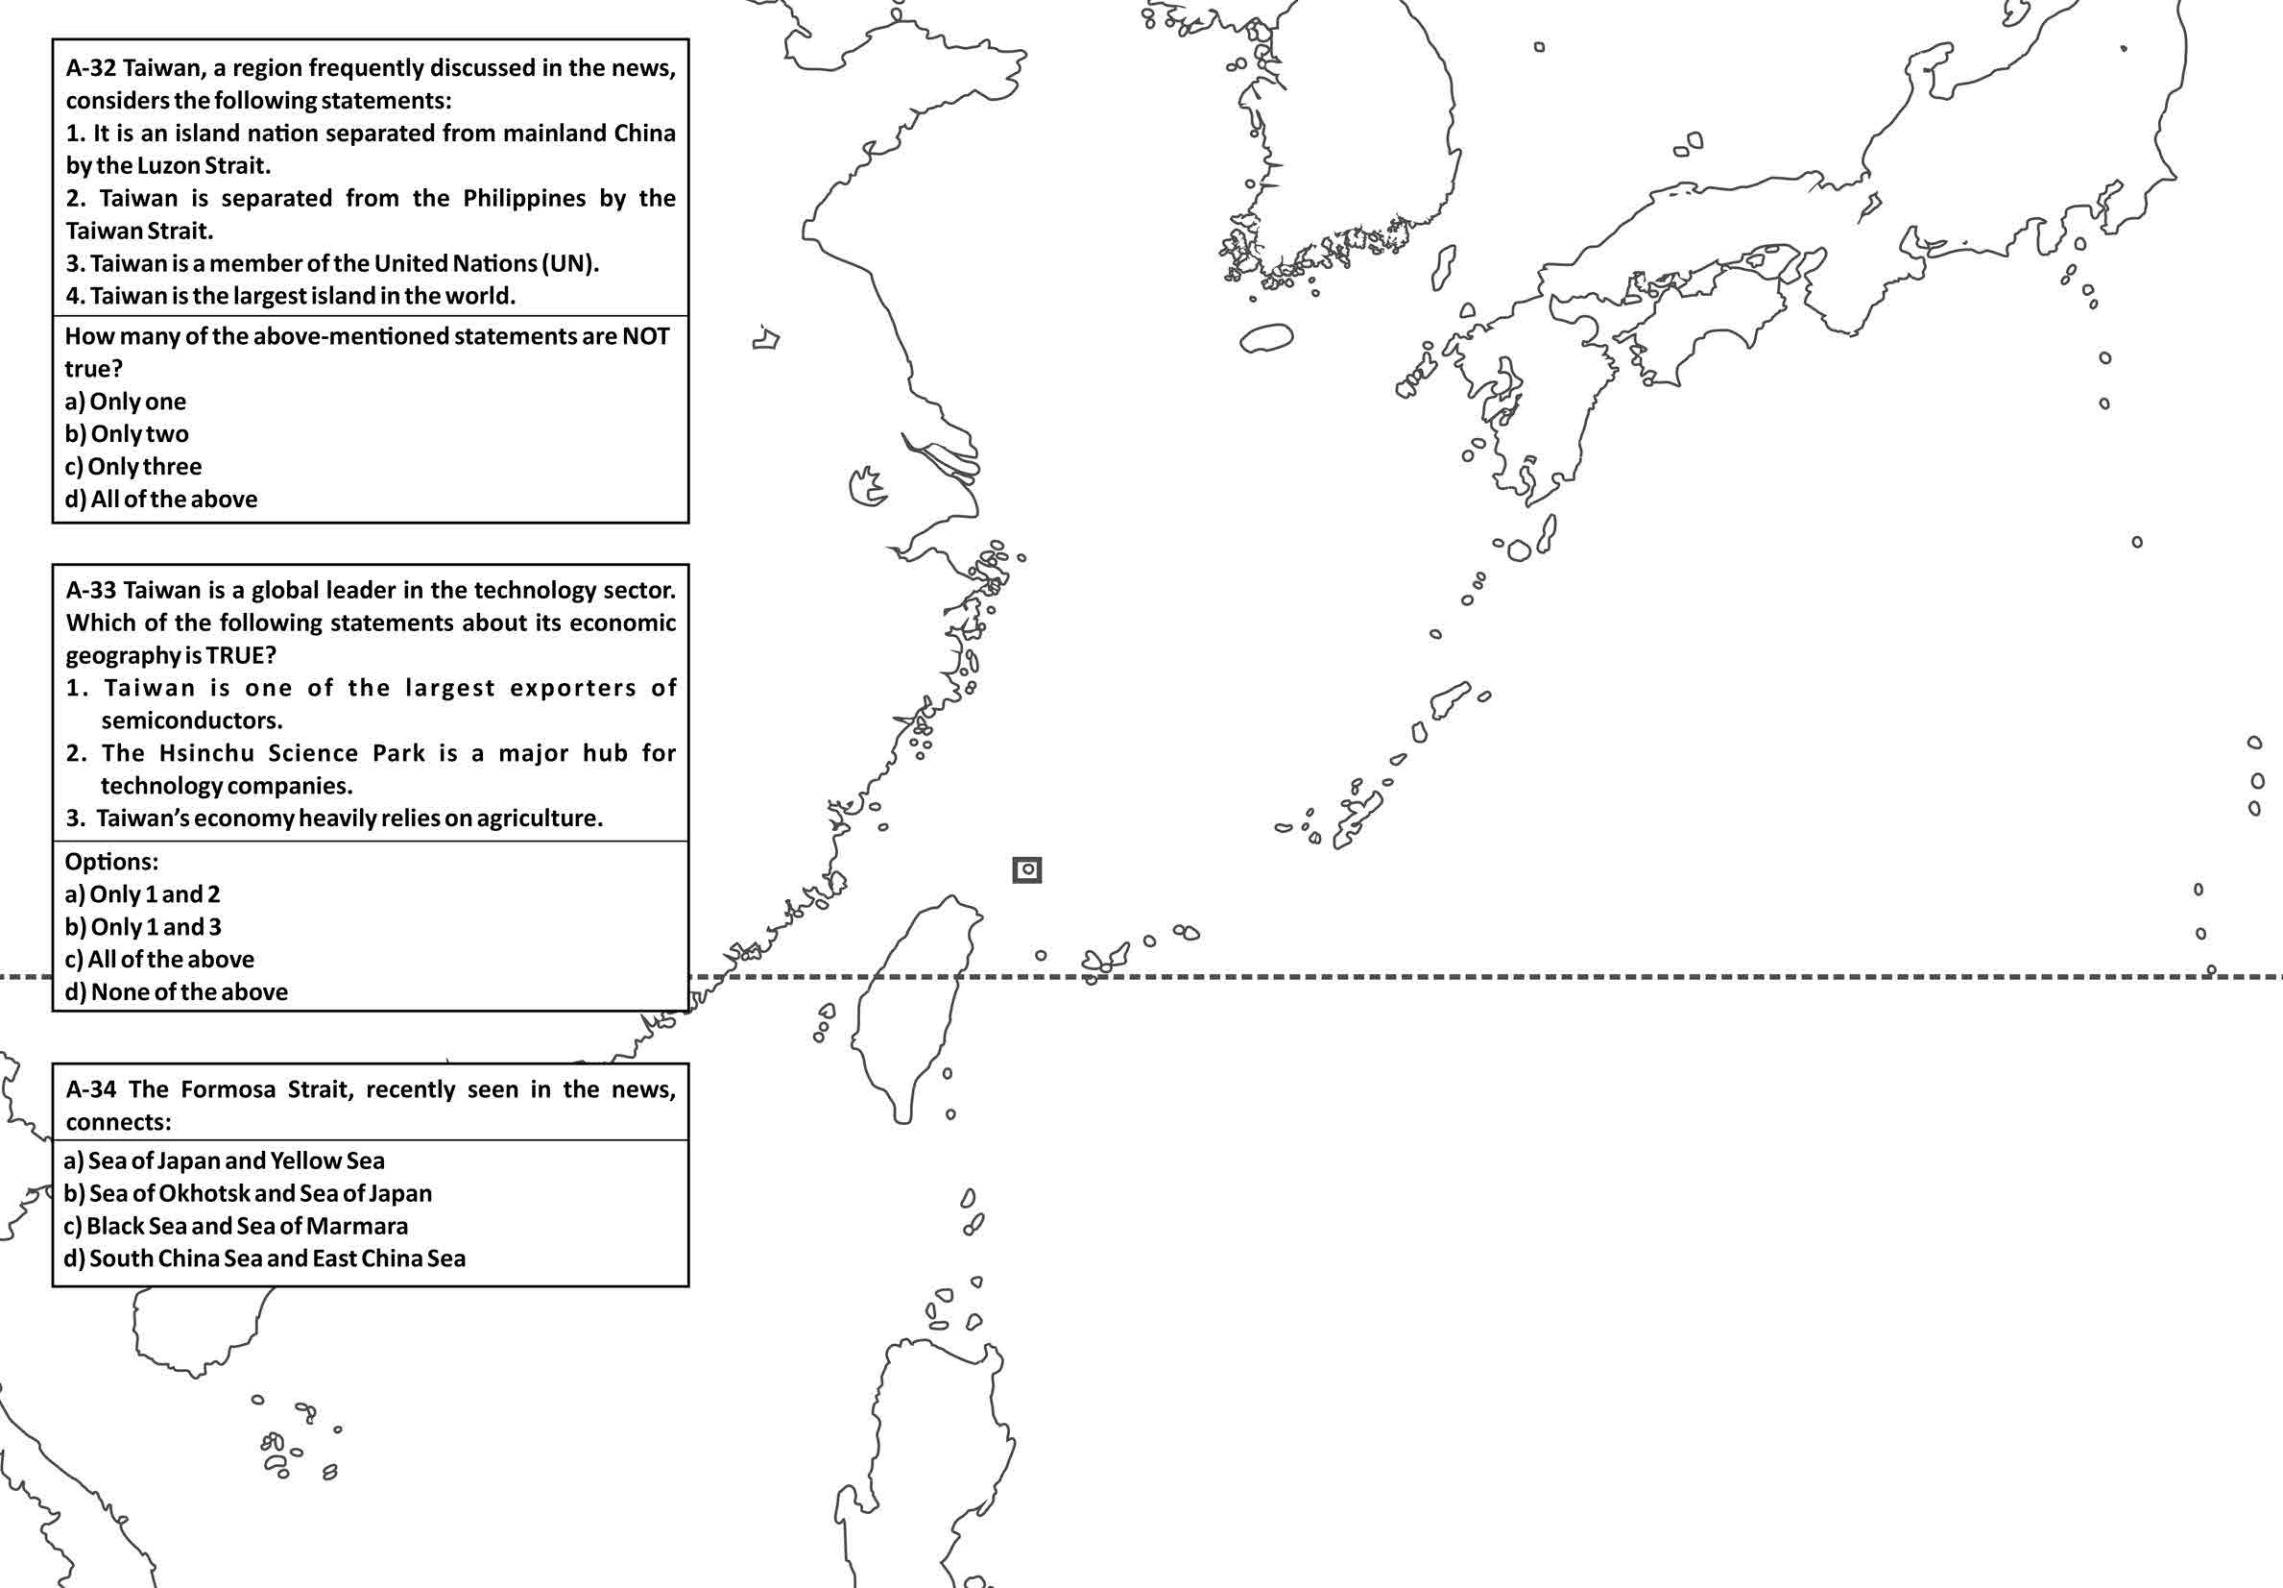 A-32 Taiwan, a region frequently discussed in the news,
considers the following statements:
1. It is an island nation separated from mainland China
by the Luzon Strait.
2. Taiwan is separated from the Philippines by the
Taiwan Strait.
3. Taiwan is a member of the United Nations (UN).
4. Taiwan is the largest island in the world.
How many of the above-mentioned statements are NOT
true?
a) Only one
b) Only two
c) Only three
d) All of the above
A-33 Taiwan is a global leader in the technology sector.
Which of the following statements about its economic
geography is TRUE?
1. Taiwan is one of the largest exporters of
semiconductors.
2. The Hsinchu Science Park is a major hub for
technology companies.
3. Taiwan’s economy heavily relies on agriculture.
Options:
a) Only 1 and 2
b) Only 1 and 3
c) All of the above
d) None of the above
A-34 The Formosa Strait, recently seen in the news,
connects:
a) Sea of Japan and Yellow Sea
b) Sea of Okhotsk and Sea of Japan
c) Black Sea and Sea of Marmara
d) South China Sea and East China Sea